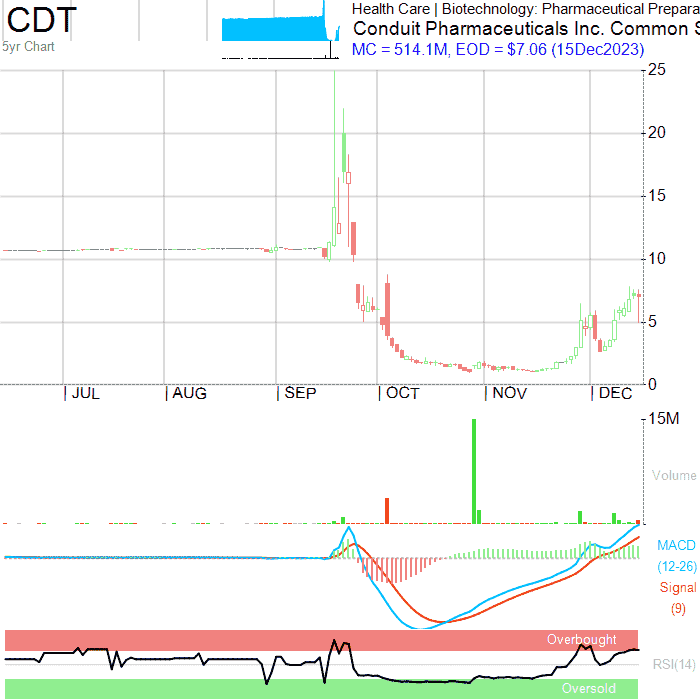 CDT
5yr Chart
Health Care | Biotechnology: Pharmaceutical Prepara
Conduit Pharmaceuticals Inc. Common S
MC = 514.1M, EOD = $7.06 (15Dec2023)
25
20
15
10
5
0
JUL AUG SEP OCT NOV DEC
15M
Volume
MACD
(12-26)
Signal
(9)
Overbought
RSI(14)
Oversold